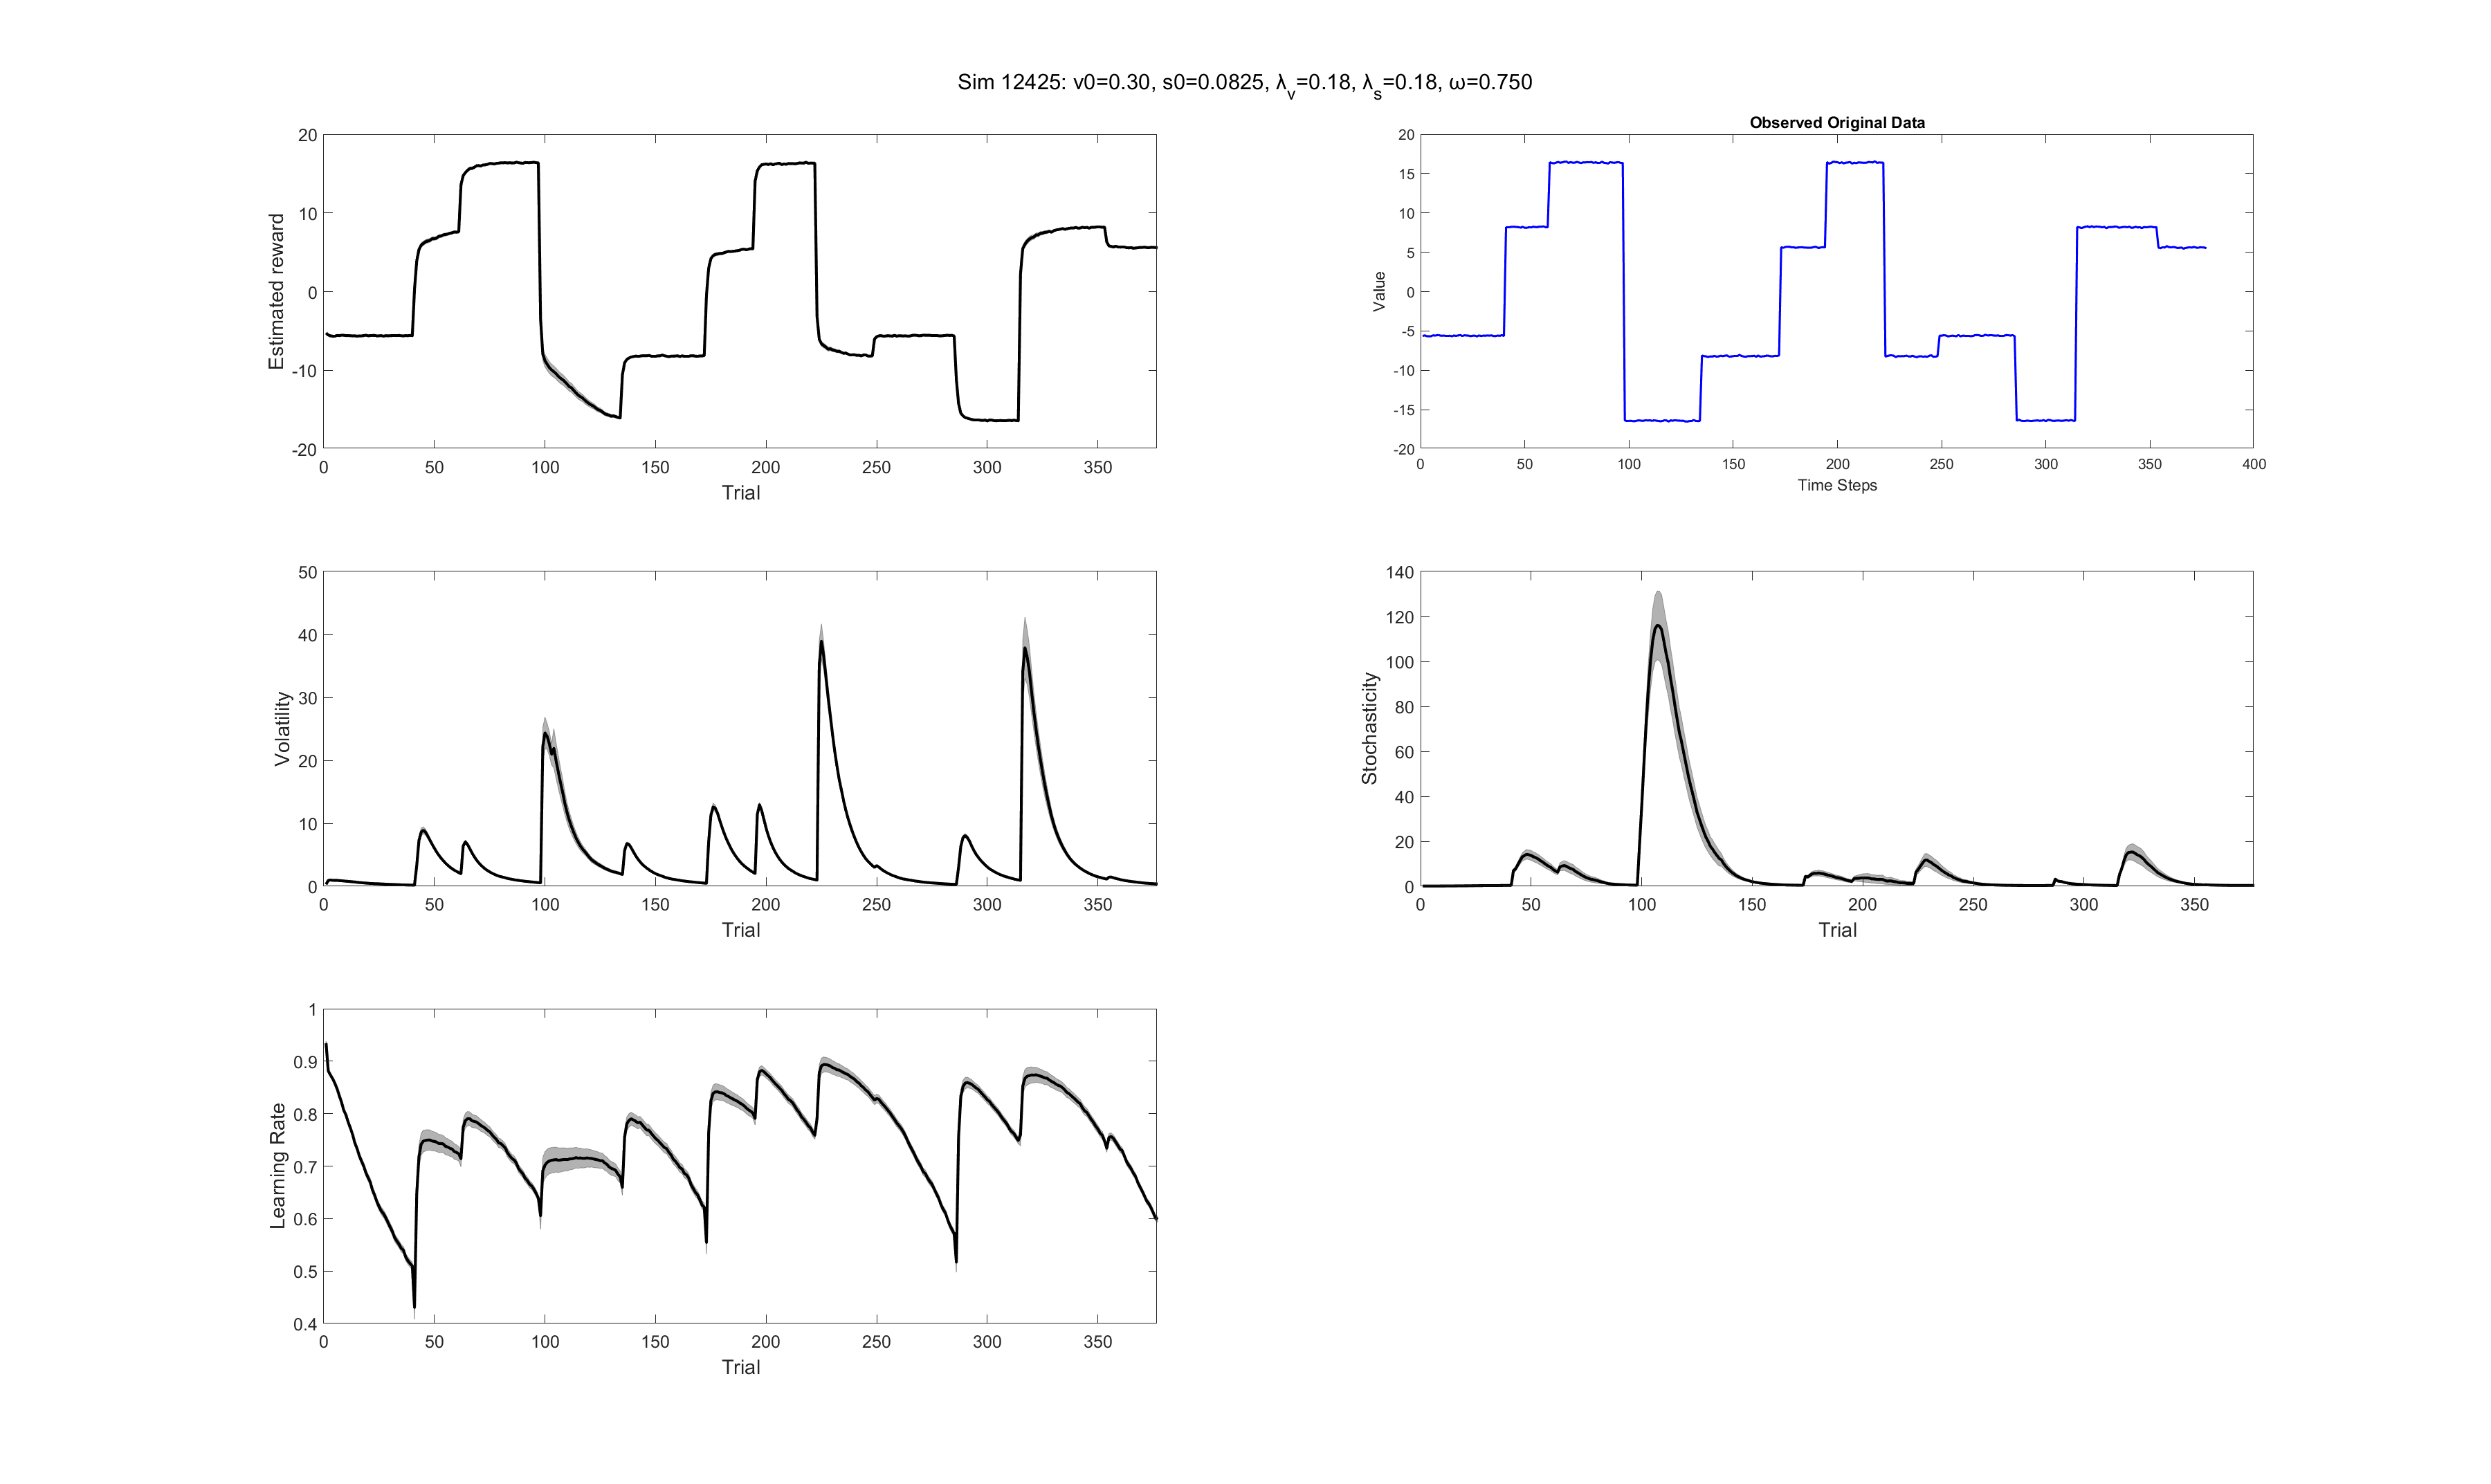 Sim 12425: v0=0.30, s0=0.0825, λv=0.18, λs=0.18, ω=0.750
20
10
0
-10
-20
Estimated reward
0 50 100 150 200 250 300 350
Trial
Observed Original Data
20
15
10
5
0
-5
-10
-15
-20
Value
0 50 100 150 200 250 300 350 400
Time Steps
50
40
30
20
10
0
Volatility
0 50 100 150 200 250 300 350
Trial
140
120
100
80
60
40
20
0
Stochasticity
0 50 100 150 200 250 300 350
Trial
1
0.9
0.8
0.7
0.6
0.5
0.4
Learning Rate
0 50 100 150 200 250 300 350
Trial